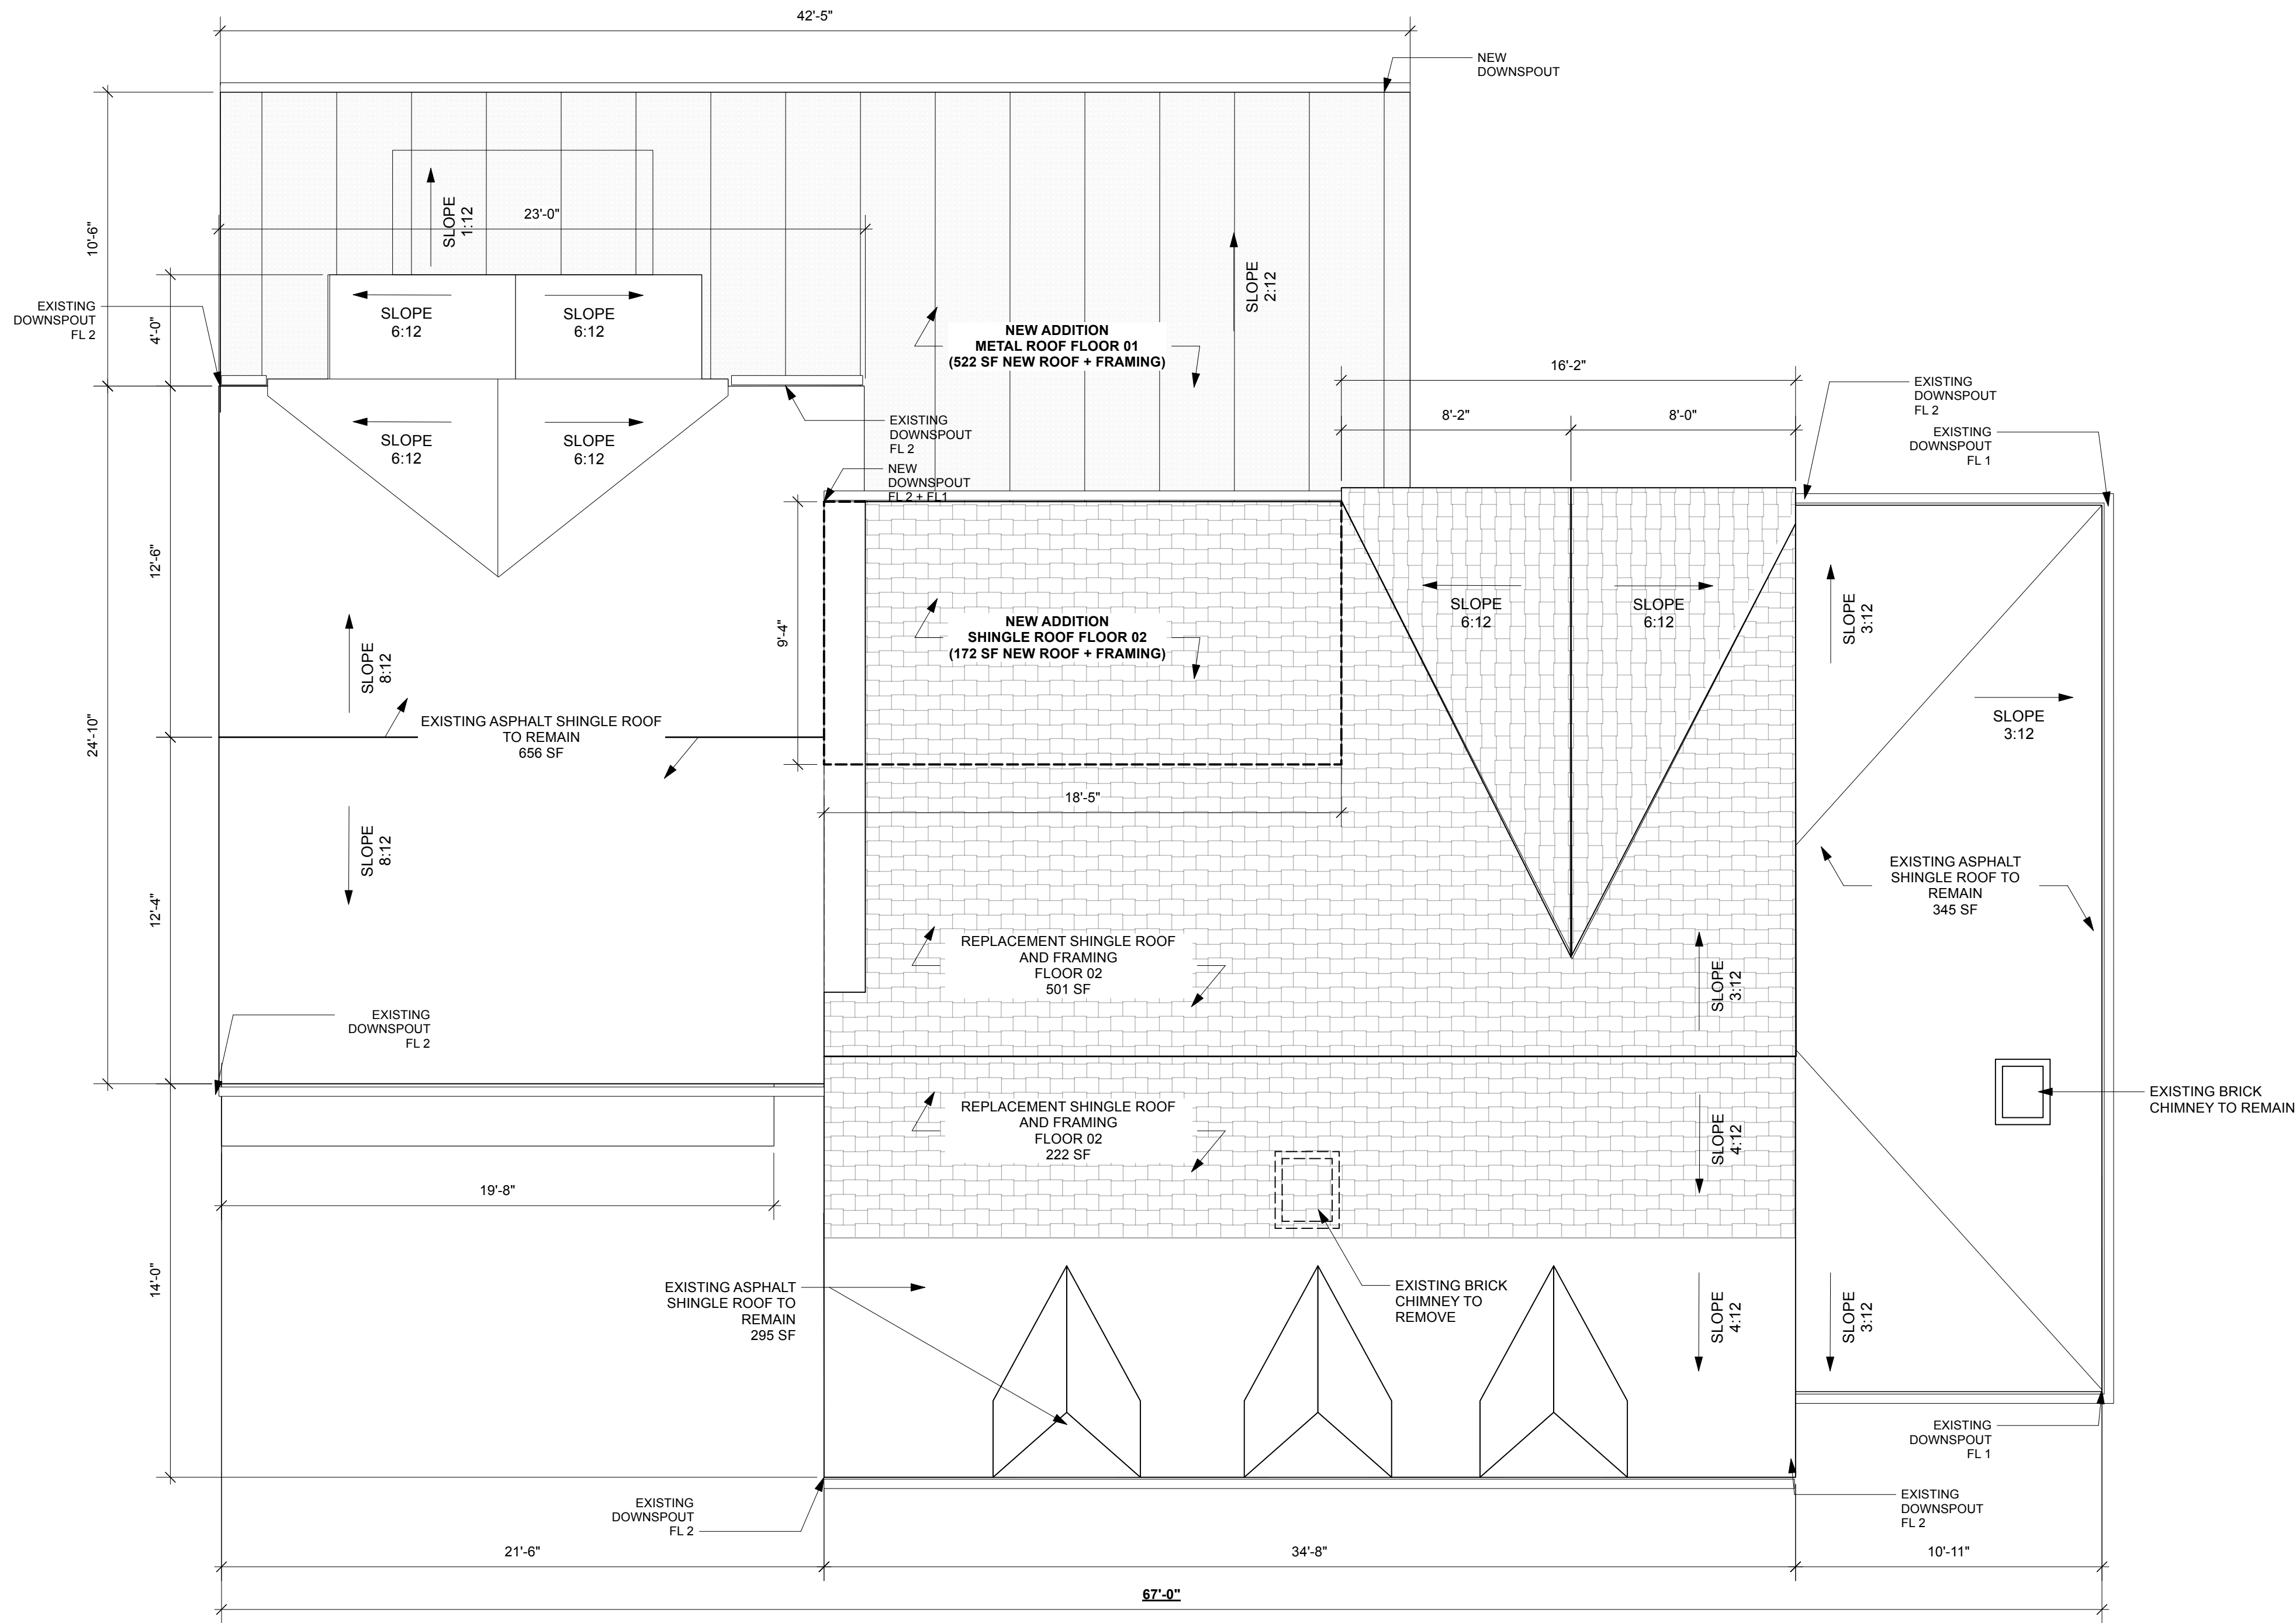 42'-5"
NEW
DOWNSPOUT
10'-6"
SLOPE
1:12
23'-0"
SLOPE
2:12
EXISTING
DOWNSPOUT
FL 2
4'-0"
SLOPE
6:12
SLOPE
6:12
NEW ADDITION
METAL ROOF FLOOR 01
(522 SF NEW ROOF + FRAMING)
16'-2"
8'-2"
8'-0"
EXISTING
DOWNSPOUT
FL 2
EXISTING
DOWNSPOUT
FL 1
SLOPE
6:12
SLOPE
6:12
EXISTING
DOWNSPOUT
FL 2
NEW
DOWNSPOUT
FL 2 + FL1
12'-6"
9'-4"
NEW ADDITION
SHINGLE ROOF FLOOR 02
(172 SF NEW ROOF + FRAMING)
SLOPE
6:12
SLOPE
6:12
SLOPE
3:12
SLOPE
8:12
SLOPE
3:12
24'-10"
EXISTING ASPHALT SHINGLE ROOF
TO REMAIN
656 SF
18'-5"
SLOPE
8:12
12'-4"
EXISTING ASPHALT
SHINGLE ROOF TO
REMAIN
345 SF
REPLACEMENT SHINGLE ROOF
AND FRAMING
FLOOR 02
501 SF
SLOPE
3:12
EXISTING
DOWNSPOUT
FL 2
REPLACEMENT SHINGLE ROOF
AND FRAMING
FLOOR 02
222 SF
SLOPE
4:12
EXISTING BRICK
CHIMNEY TO REMAIN
19'-8"
14'-0"
EXISTING ASPHALT
SHINGLE ROOF TO
REMAIN
295 SF
EXISTING BRICK
CHIMNEY TO
REMOVE
SLOPE
4:12
SLOPE
3:12
EXISTING
DOWNSPOUT
FL 1
EXISTING
DOWNSPOUT
FL 2
EXISTING
DOWNSPOUT
FL 2
21'-6"
34'-8"
10'-11"
67'-0"